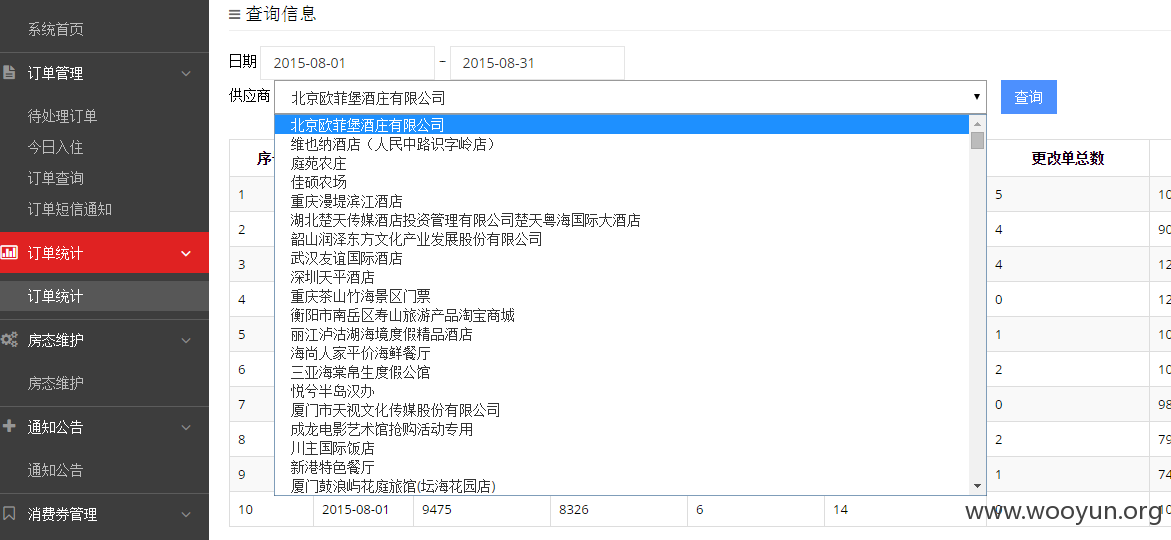 系统首页
订单管理
待处理订单
今日入住
订单查询
订单短信通知
订单统计
订单统计
房态维护
房态维护
通知公告
通知公告
消费券管理
查询信息
日期 2015-08-01 - 2015-08-31
供应商 北京欧菲堡酒庄有限公司 查询
北京欧菲堡酒庄有限公司
维也纳酒店（人民中路识字岭店）
庭苑农庄
佳硕农场
重庆漫堤滨江酒店
湖北楚天传媒酒店投资管理有限公司楚天粤海国际大酒店
韶山润泽东方文化产业发展股份有限公司
武汉友谊国际酒店
深圳天平酒店
重庆茶山竹海景区门票
衡阳市南岳区寿山旅游产品淘宝商城
丽江泸沽湖海境度假精品酒店
海尚人家平价海鲜餐厅
三亚海棠帛生度假公馆
悦兮半岛汉办
厦门市天视文化传媒股份有限公司
成龙电影艺术馆抢购活动专用
川主国际饭店
新港特色餐厅
厦门鼓浪屿花庭旅馆(坛海花园店)
更改单总数
1 5 10
2 4 90
3 4 12
4 0 12
5 1 10
6 2 10
7 0 98
8 2 79
9 1 74
10 2015-08-01 9475 8326 6 14
www.wooyun.org